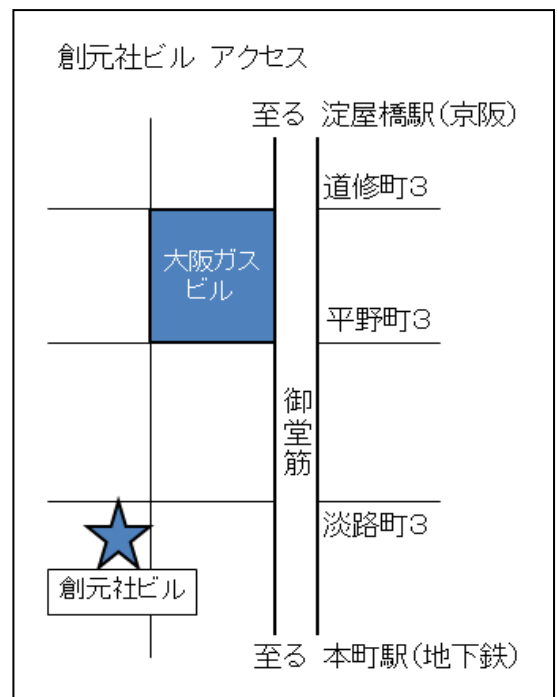 創元社ビル アクセス
至る 淀屋橋駅(京阪)
道修町3
大阪ガス
ビル
平野町3
御堂筋
淡路町3
創元社ビル
至る 本町駅(地下鉄)